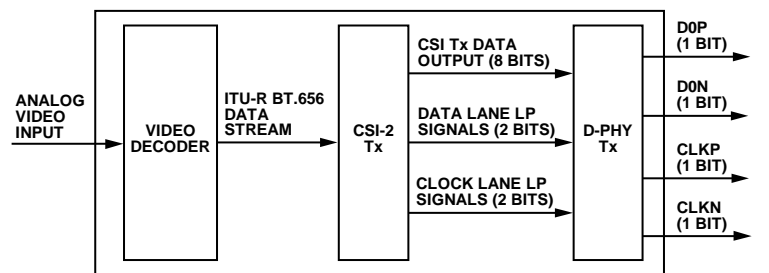 ANALOG
VIDEO
INPUT
VIDEO
DECODER
ITU-R BT.656
DATA
STREAM
CSI-2
Tx
CSI Tx DATA
OUTPUT (8 BITS)
DATA LANE LP
SIGNALS (2 BITS)
CLOCK LANE LP
SIGNALS (2 BITS)
D-PHY
Tx
D0P
(1 BIT)
D0N
(1 BIT)
CLKP
(1 BIT)
CLKN
(1 BIT)